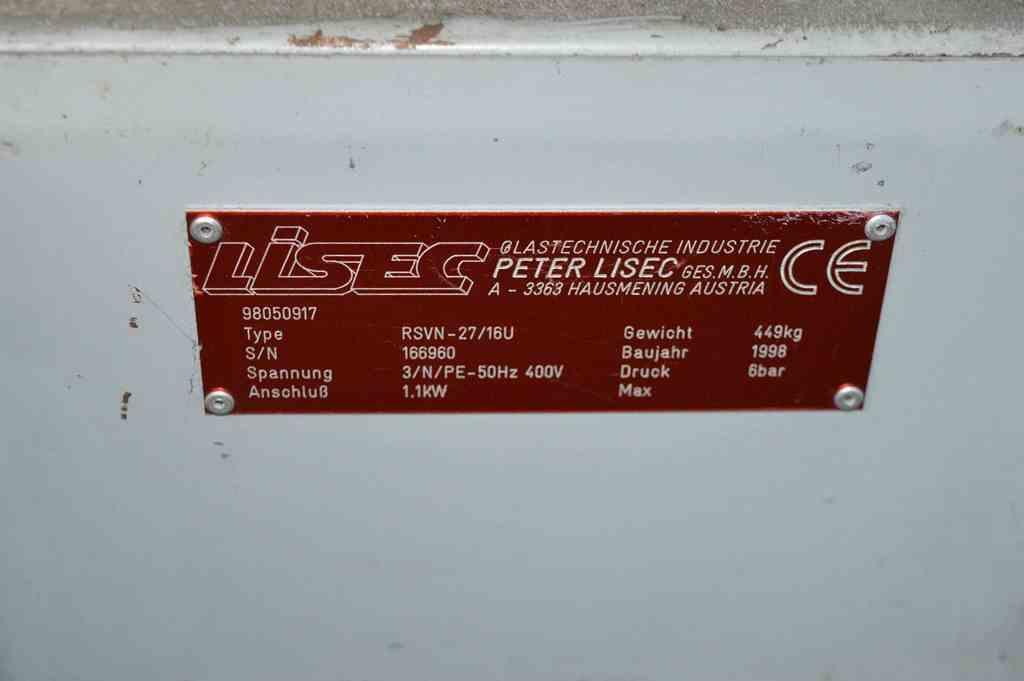 LISEC
GLASTECHNISCHE INDUSTRIE
PETER LISEC GES.M.B.H.
A - 3363 HAUSMENING AUSTRIA
CE
98050917
Type RSVN-27/16U Gewicht 449kg
S/N 166960 Baujahr 1998
Spannung 3/N/PE-50Hz 400V Druck 6bar
Anschluß 1.1KW Max